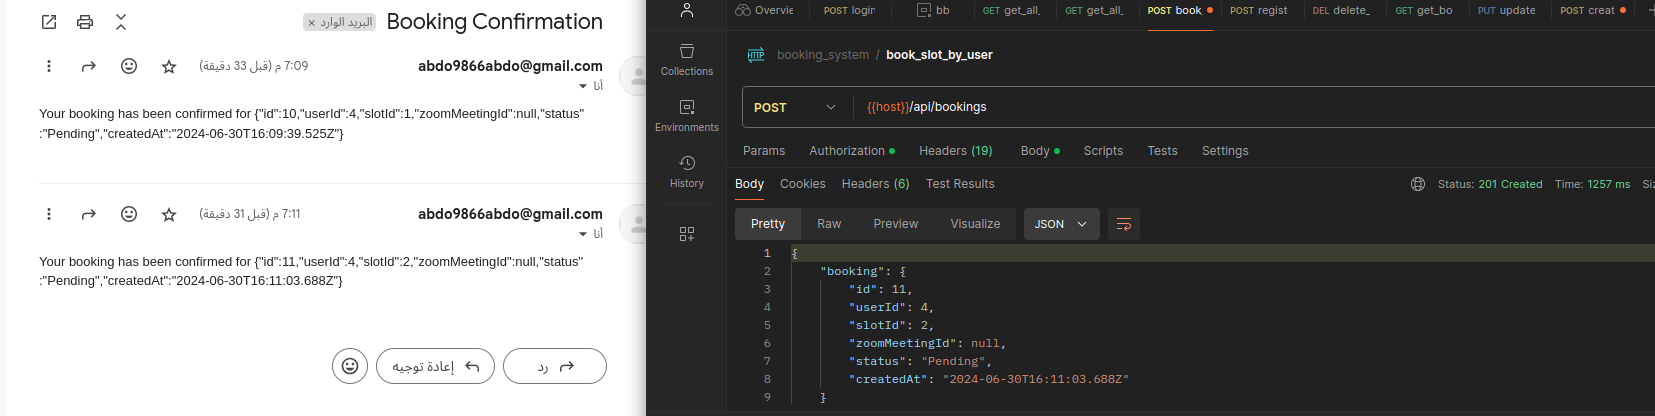 البريد الوارد × Booking Confirmation
7:09 م (قبل 33 دقيقة) abdo9866abdo@gmail.com
أنا
Your booking has been confirmed for {"id":10,"userId":4,"slotId":1,"zoomMeetingId":null,"status"
:"Pending","createdAt":"2024-06-30T16:09:39.525Z"}
7:11 م (قبل 31 دقيقة) abdo9866abdo@gmail.com
أنا
Your booking has been confirmed for {"id":11,"userId":4,"slotId":2,"zoomMeetingId":null,"status"
:"Pending","createdAt":"2024-06-30T16:11:03.688Z"}
إعادة توجيه
رد
Collections
Environments
History
Overvie POST login bb GET get_all_ GET get_all_ POST book POST regist DEL delete_ GET get_bo PUT update POST creat
HTTP booking_system / book_slot_by_user
POST {{host}}/api/bookings
Params Authorization Headers (19) Body Scripts Tests Settings
Body Cookies Headers (6) Test Results Status: 201 Created Time: 1257 ms Siz
Pretty Raw Preview Visualize JSON
1 {
2 "booking": {
3 "id": 11,
4 "userId": 4,
5 "slotId": 2,
6 "zoomMeetingId": null,
7 "status": "Pending",
8 "createdAt": "2024-06-30T16:11:03.688Z"
9 }